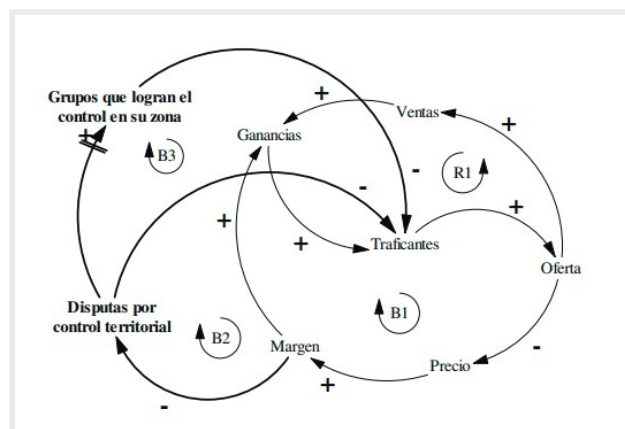 Grupos que logran el
control en su zona
+
B3
Ganancias
+
Ventas
+
-
-
R1
+
+
+
Traficantes
Oferta
Disputas por
control territorial
B2
B1
Margen
+
Precio
-
-